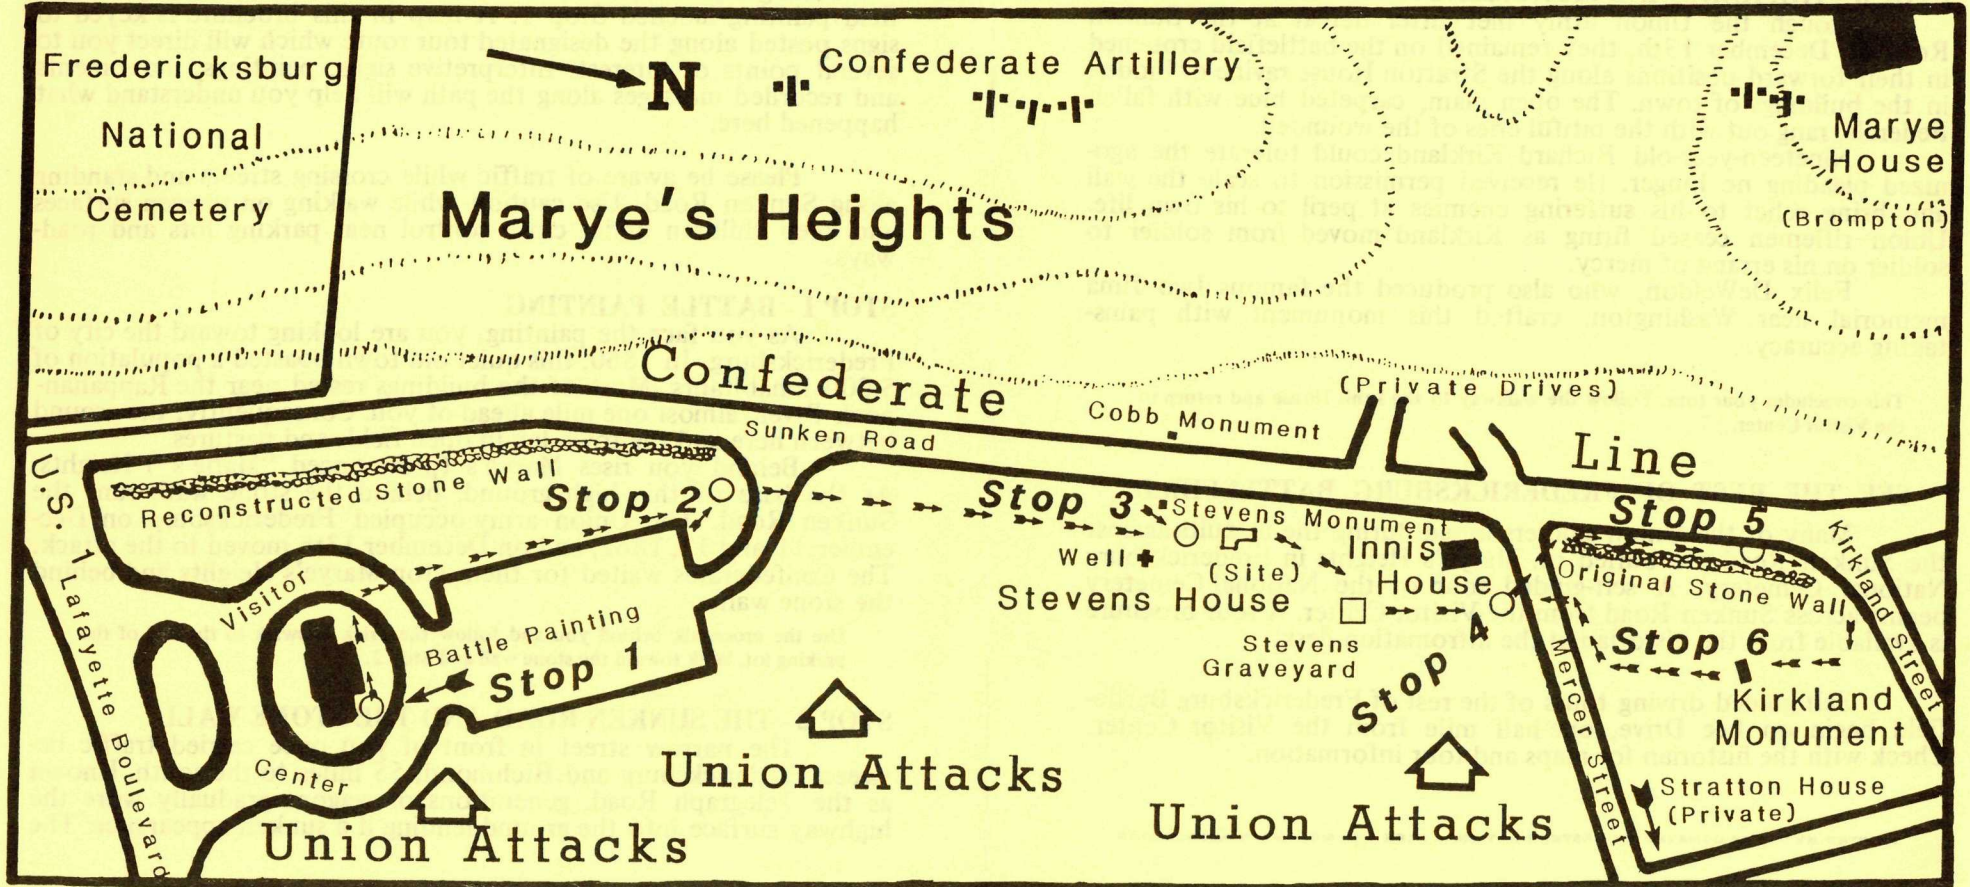 Fredericksburg
National
Cemetery
N
Confederate Artillery
Marye
House
(Brompton)
Marye's Heights
Confederate
Line
(Private Drives)
Cobb Monument
Sunken Road
U.S. 1 Lafayette Boulevard
Reconstructed Stone Wall
Stop 2
Stop 3
Stevens Monument
Well
(Site)
Stevens House
Innis
House
Stevens
Graveyard
Stop 4
Stop 5
Original Stone Wall
Kirkland Street
Stop 6
Kirkland
Monument
Mercer Street
Stratton House
(Private)
Visitor
Center
Battle Painting
Stop 1
Union Attacks
Union Attacks
Union Attacks